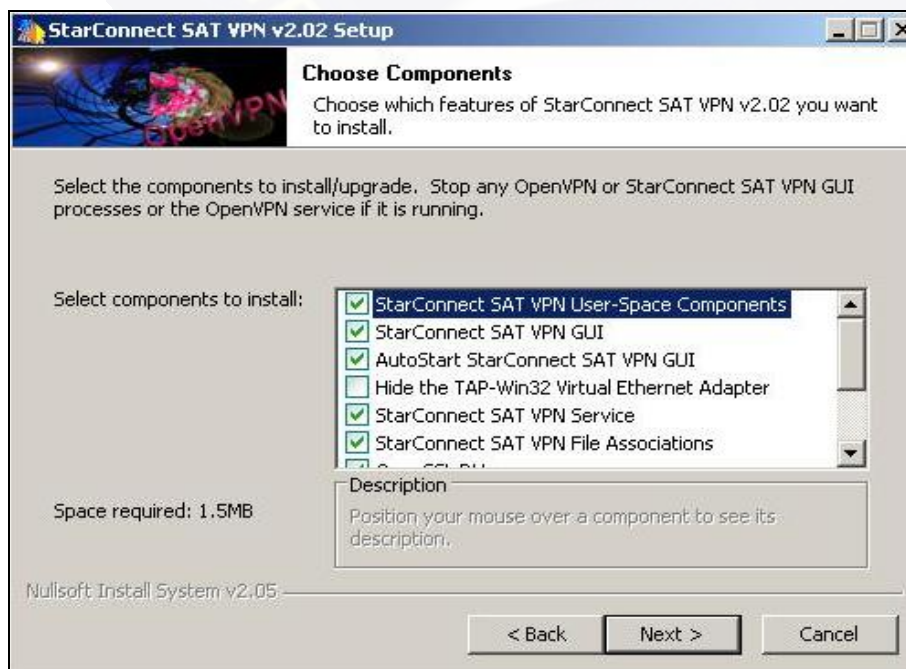 StarConnect SAT VPN v2.02 Setup
OpenVPN
Choose Components
Choose which features of StarConnect SAT VPN v2.02 you want
to install.
Select the components to install/upgrade. Stop any OpenVPN or StarConnect SAT VPN GUI
processes or the OpenVPN service if it is running.
Select components to install:
StarConnect SAT VPN User-Space Components
StarConnect SAT VPN GUI
AutoStart StarConnect SAT VPN GUI
Hide the TAP-Win32 Virtual Ethernet Adapter
StarConnect SAT VPN Service
StarConnect SAT VPN File Associations
Space required: 1.5MB
Description
Position your mouse over a component to see its
description.
Nullsoft Install System v2.05
< Back
Next >
Cancel